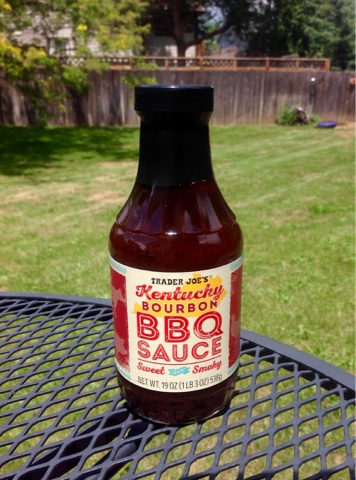 TRADER JOE'S®
Kentucky
BOURBON
BBQ
SAUCE
Sweet and Smoky
NET WT. 19 OZ (1 LB 3 OZ) 538g